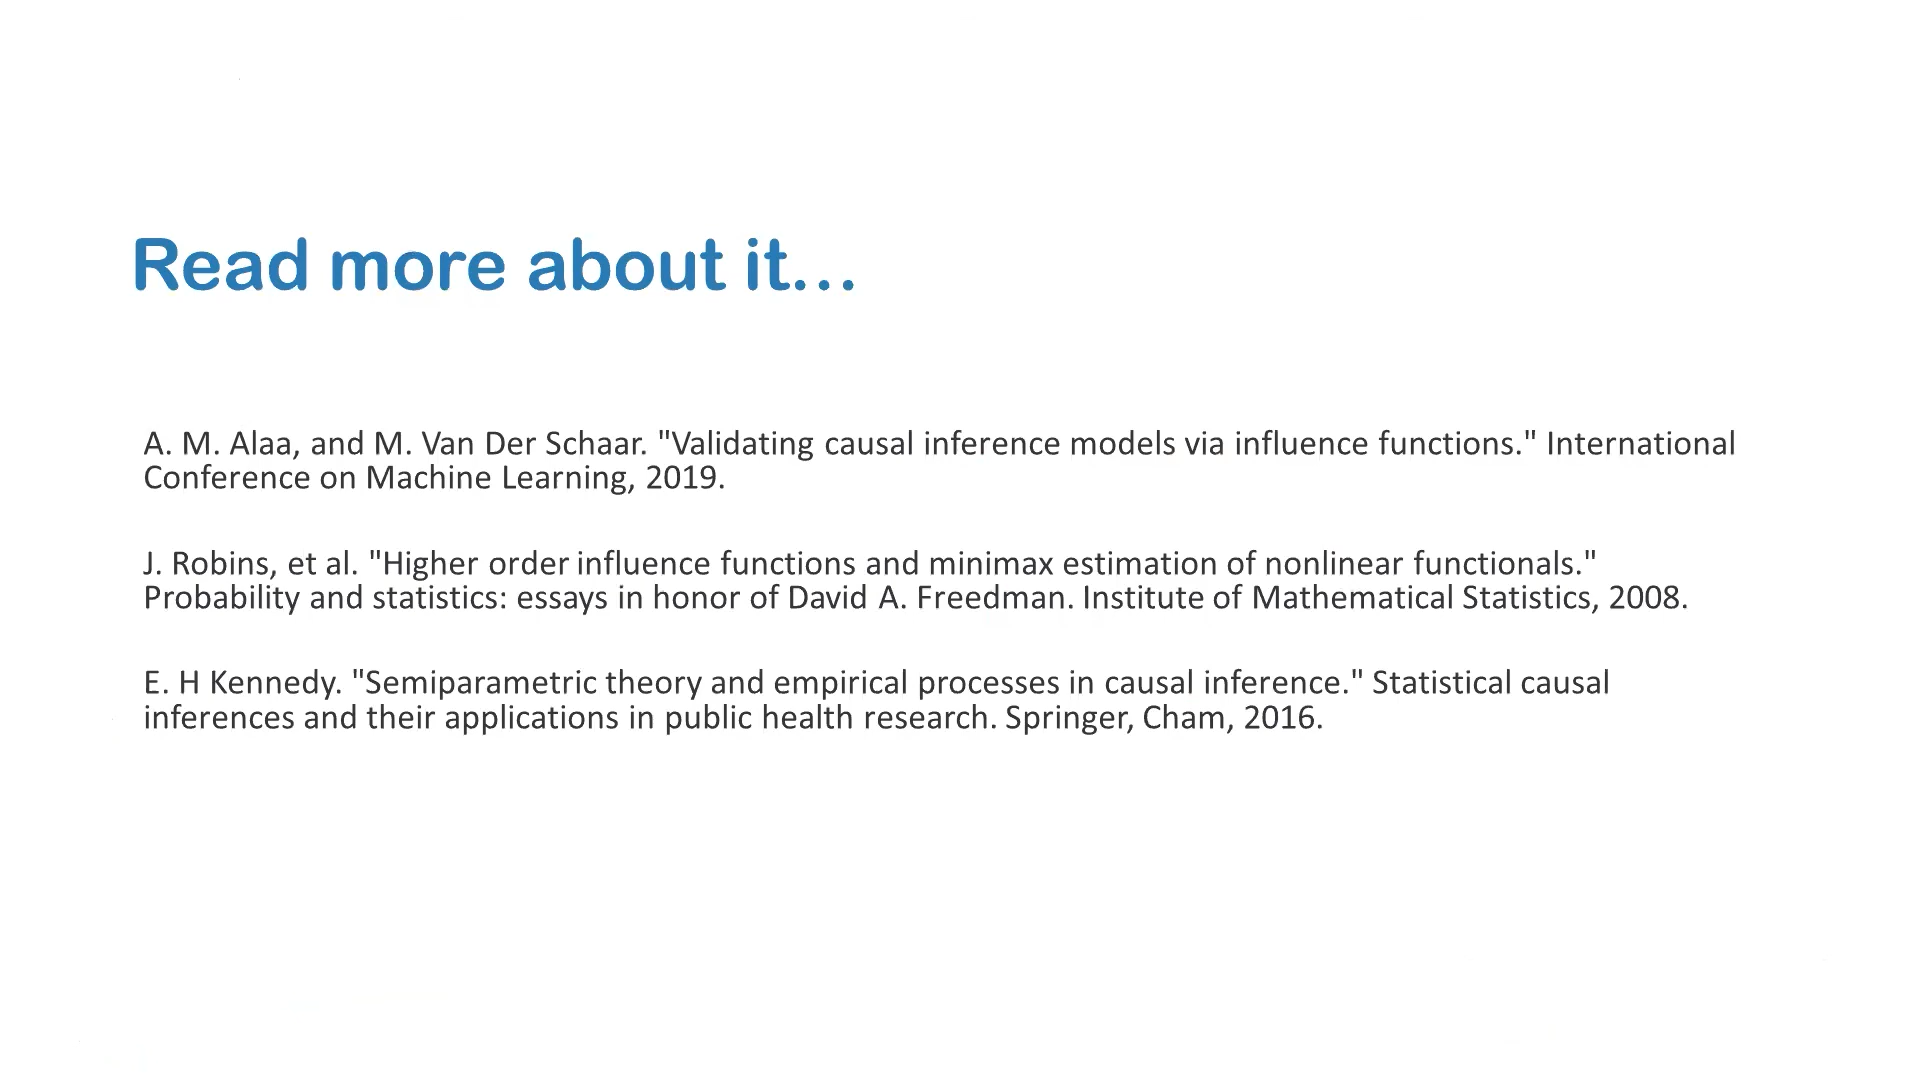 Read more about it...
A. M. Alaa, and M. Van Der Schaar. "Validating causal inference models via influence functions." International
Conference on Machine Learning, 2019.
J. Robins, et al. "Higher order influence functions and minimax estimation of nonlinear functionals."
Probability and statistics: essays in honor of David A. Freedman. Institute of Mathematical Statistics, 2008.
E. H Kennedy. "Semiparametric theory and empirical processes in causal inference." Statistical causal
inferences and their applications in public health research. Springer, Cham, 2016.